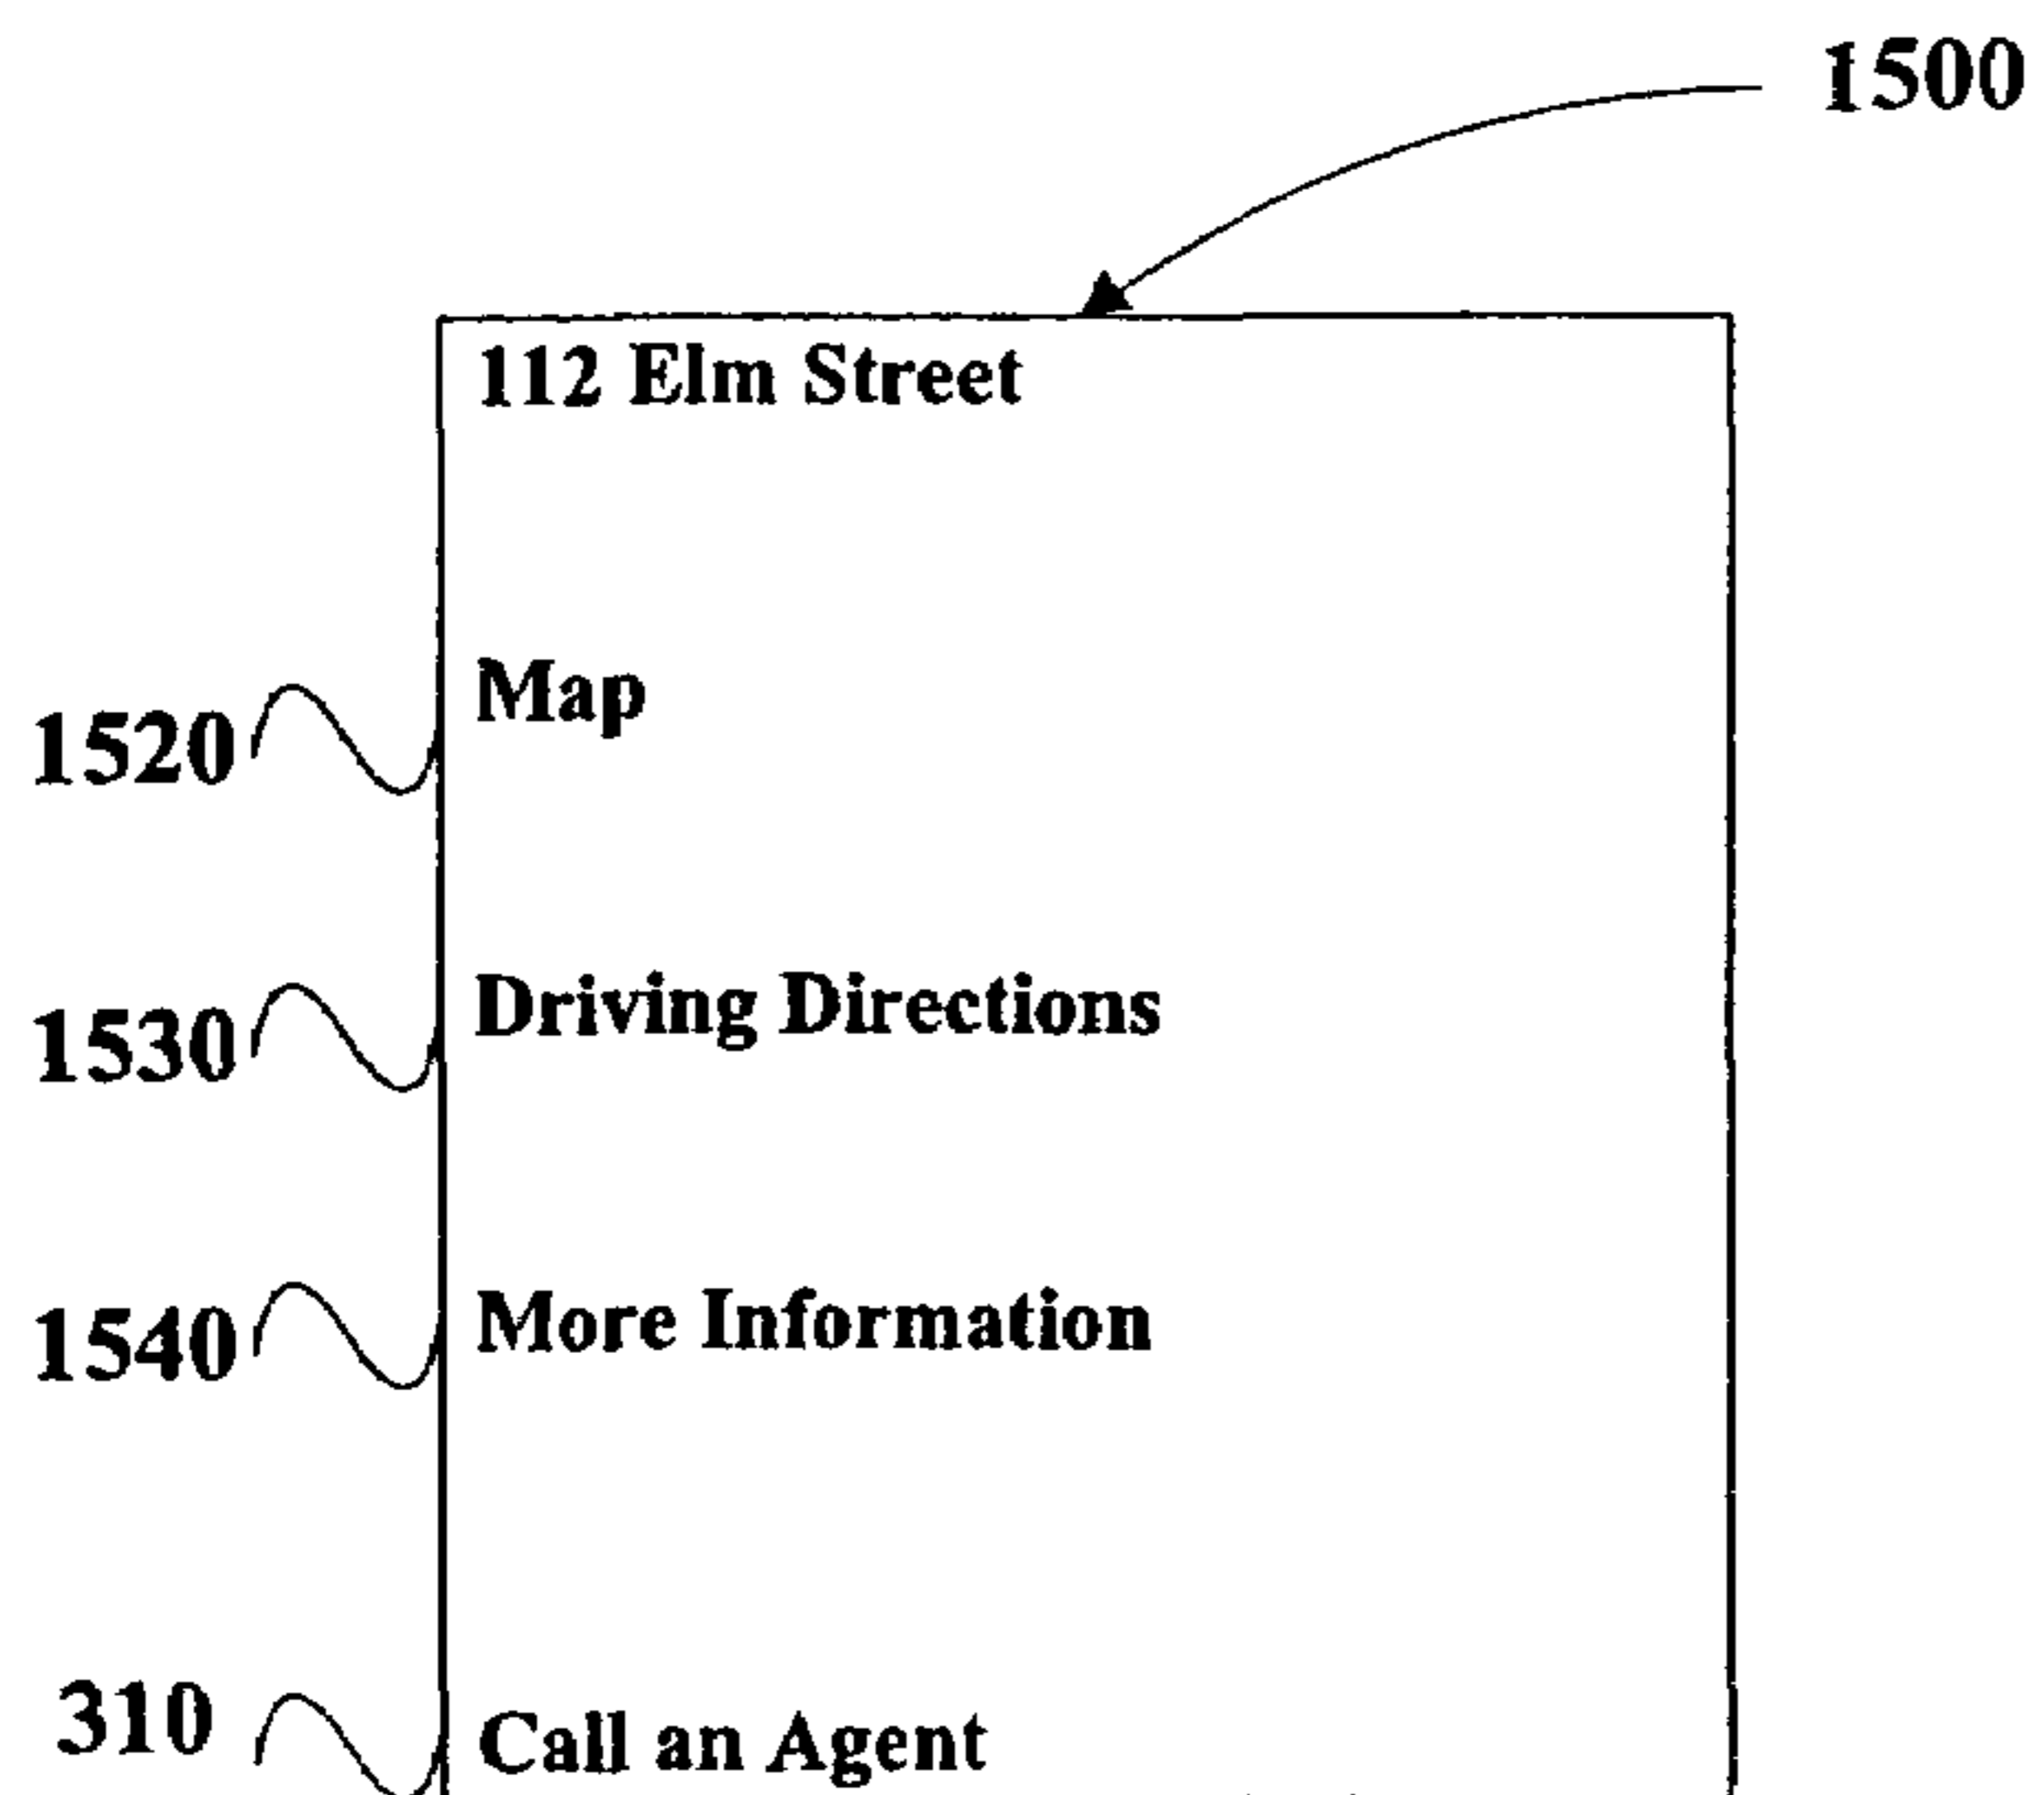 1500
112 Elm Street
1520 Map
1530 Driving Directions
1540 More Information
310 Call an Agent